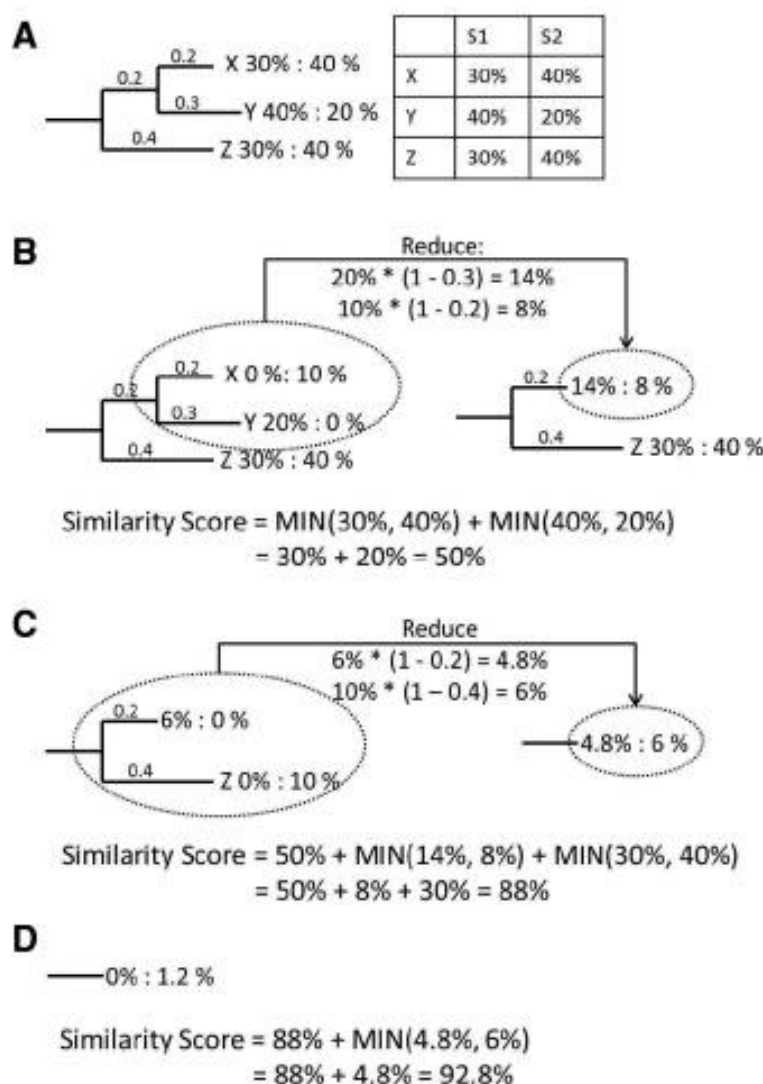 A
0.2
X 30% : 40 %
0.2
0.3
Y 40% : 20 %
0.4
Z 30% : 40 %
S1 S2
X 30% 40%
Y 40% 20%
Z 30% 40%
B
Reduce:
20% * (1 - 0.3) = 14%
10% * (1 - 0.2) = 8%
0.2
X 0 %: 10 %
0.2
0.3
Y 20% : 0 %
0.4
Z 30% : 40 %
0.2
14% : 8 %
0.4
Z 30% : 40 %
Similarity Score = MIN(30%, 40%) + MIN(40%, 20%)
= 30% + 20% = 50%
C
Reduce
6% * (1 - 0.2) = 4.8%
10% * (1 – 0.4) = 6%
0.2
6% : 0 %
0.4
Z 0% : 10 %
4.8% : 6 %
Similarity Score = 50% + MIN(14%, 8%) + MIN(30%, 40%)
= 50% + 8% + 30% = 88%
D
0% : 1.2 %
Similarity Score = 88% + MIN(4.8%, 6%)
= 88% + 4.8% = 92.8%